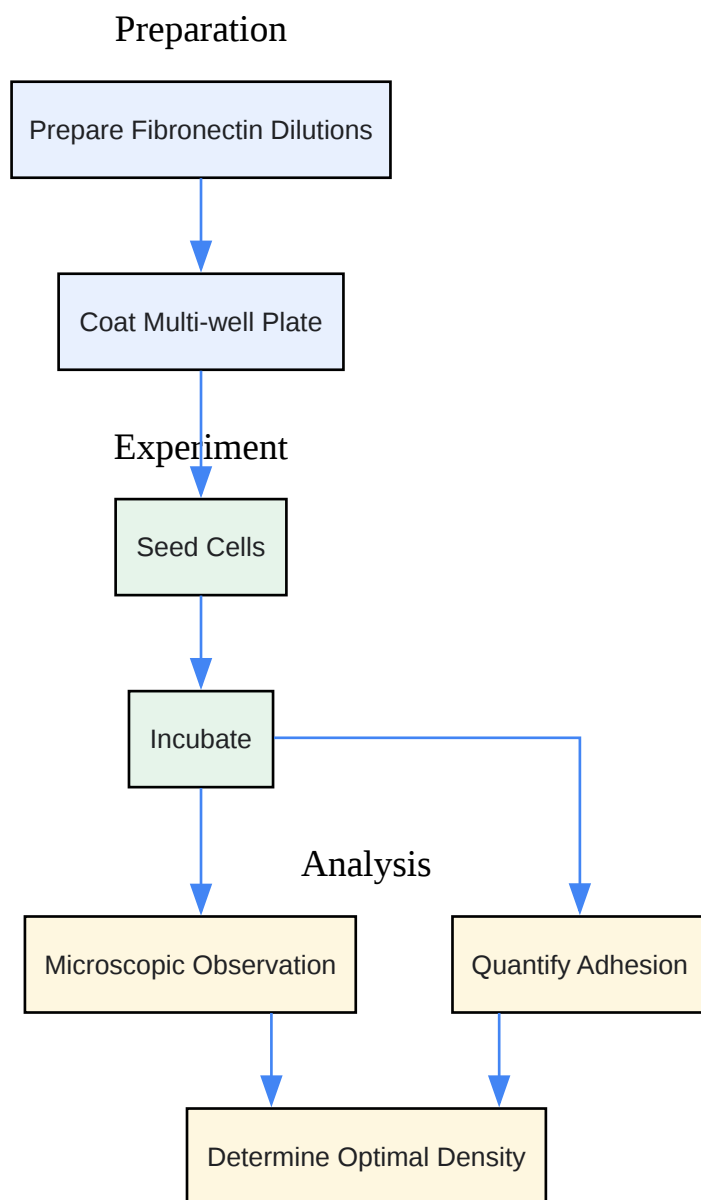 Preparation
Prepare Fibronectin Dilutions
Coat Multi-well Plate
Experiment
Seed Cells
Incubate
Analysis
Microscopic Observation
Quantify Adhesion
Determine Optimal Density